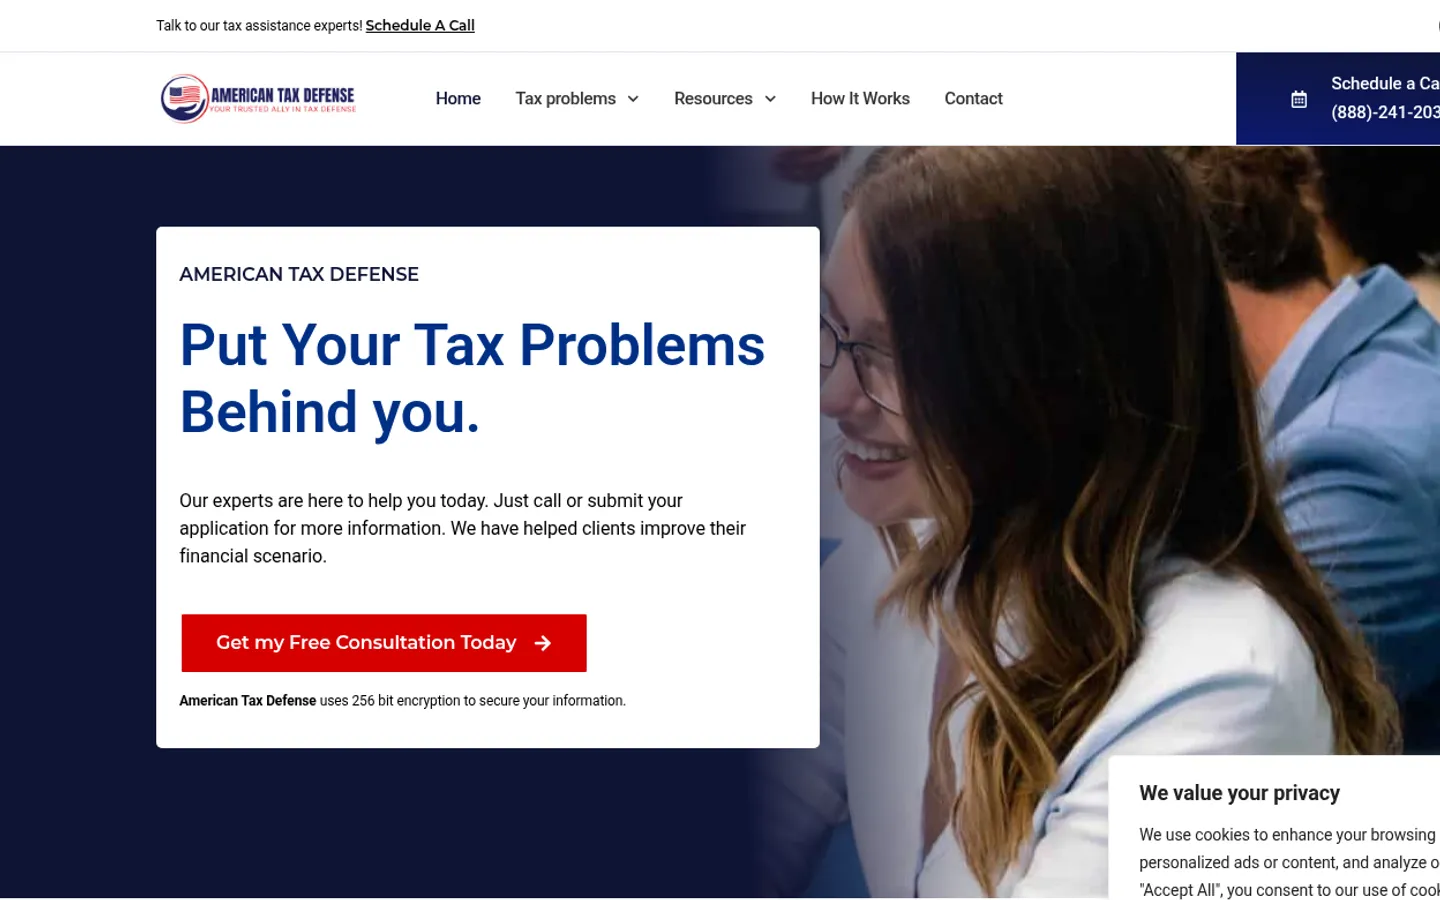 Talk to our tax assistance experts! Schedule A Call
AMERICAN TAX DEFENSE
YOUR TRUSTED ALLY IN TAX DEFENSE
Home
Tax problems
Resources
How It Works
Contact
Schedule a Ca
(888)-241-203
AMERICAN TAX DEFENSE
Put Your Tax Problems
Behind you.
Our experts are here to help you today. Just call or submit your
application for more information. We have helped clients improve their
financial scenario.
Get my Free Consultation Today
American Tax Defense uses 256 bit encryption to secure your information.
We value your privacy
We use cookies to enhance your browsing
personalized ads or content, and analyze o
"Accept All", you consent to our use of cook